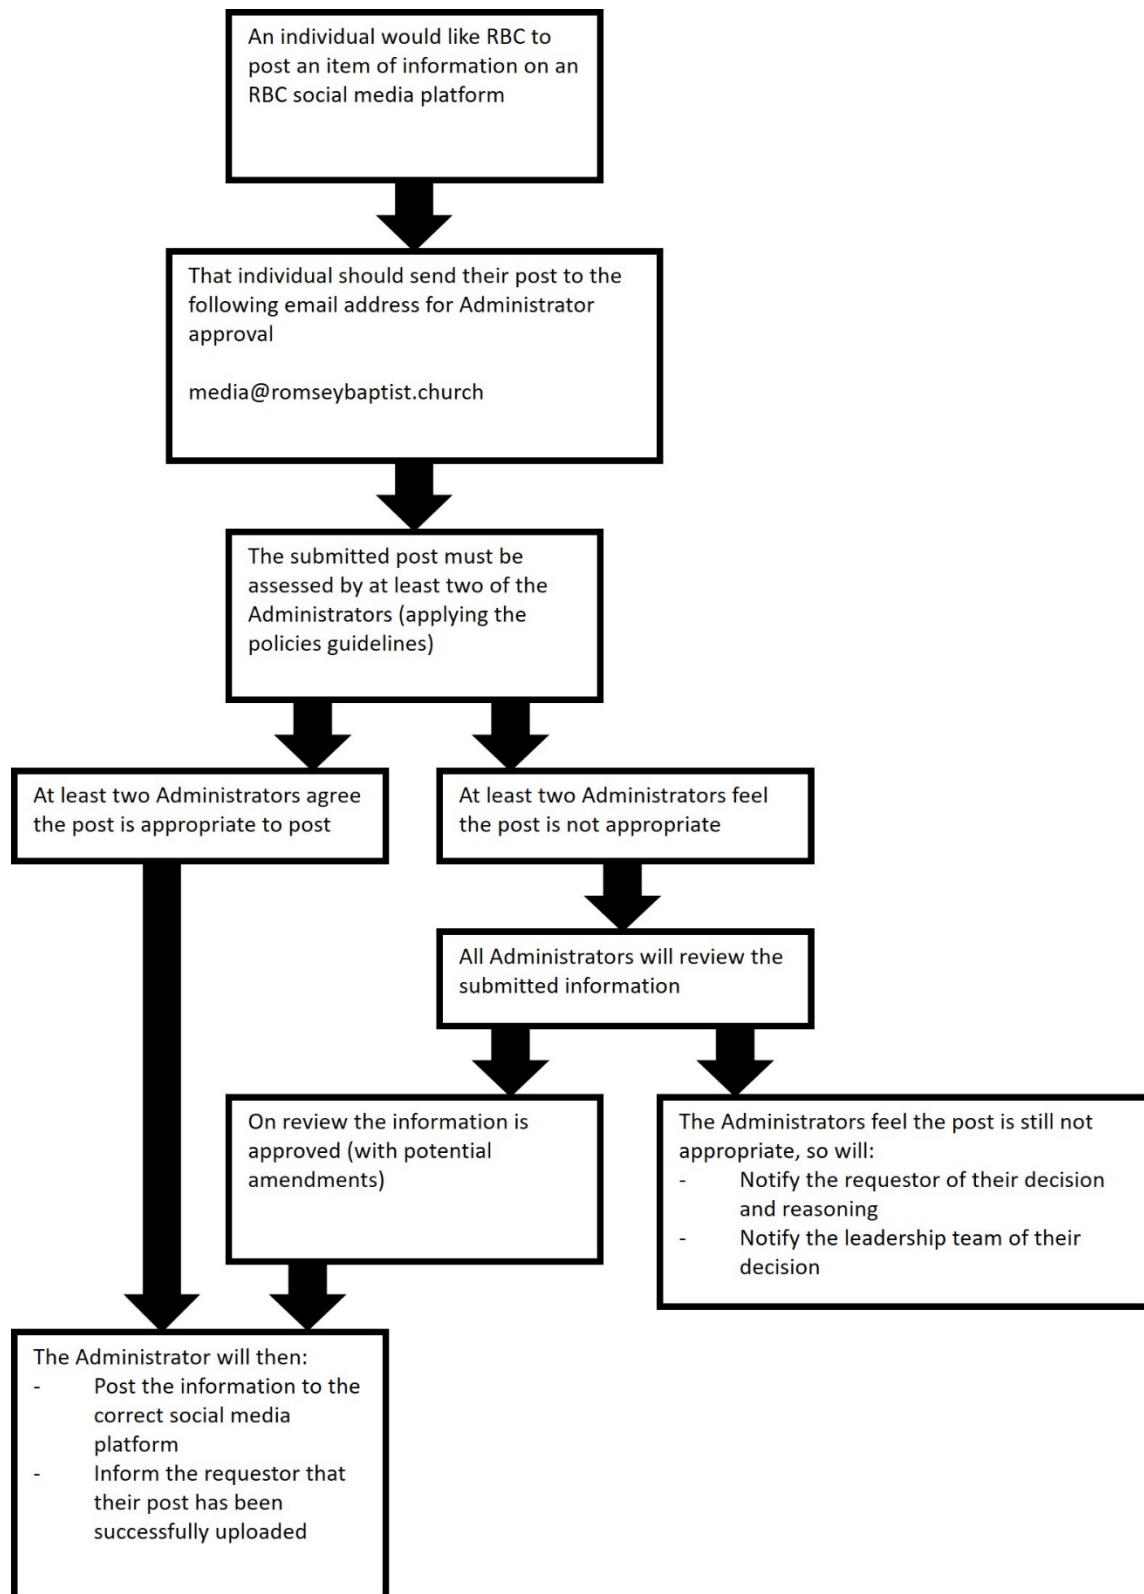 An individual would like RBC to
post an item of information on an
RBC social media platform
That individual should send their post to the
following email address for Administrator
approval
media@romseybaptist.church
The submitted post must be
assessed by at least two of the
Administrators (applying the
policies guidelines)
At least two Administrators agree
the post is appropriate to post
At least two Administrators feel
the post is not appropriate
All Administrators will review the
submitted information
On review the information is
approved (with potential
amendments)
The Administrators feel the post is still not
appropriate, so will:
- Notify the requestor of their decision
and reasoning
- Notify the leadership team of their
decision
The Administrator will then:
- Post the information to the
correct social media
platform
- Inform the requestor that
their post has been
successfully uploaded